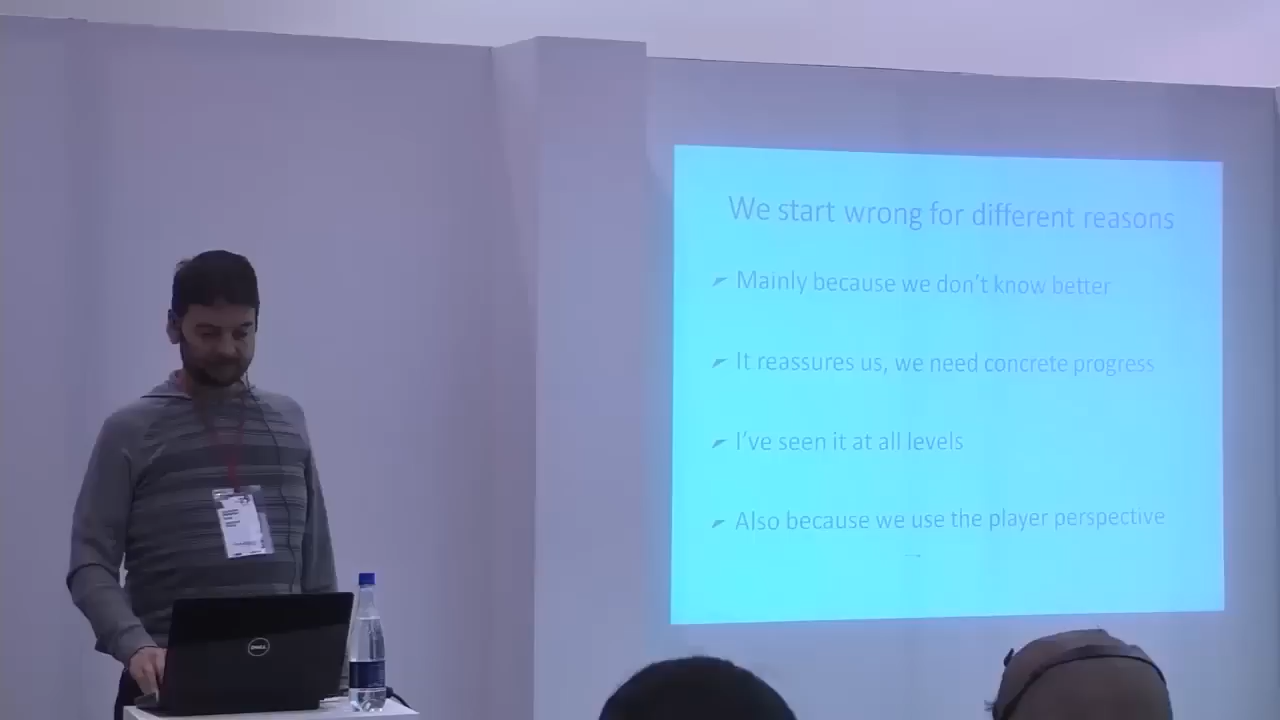 We start wrong for different reasons
Mainly because we don't know better
It reassures us, we need concrete progress
I've seen it at all levels
Also because we use the player perspective
DELL